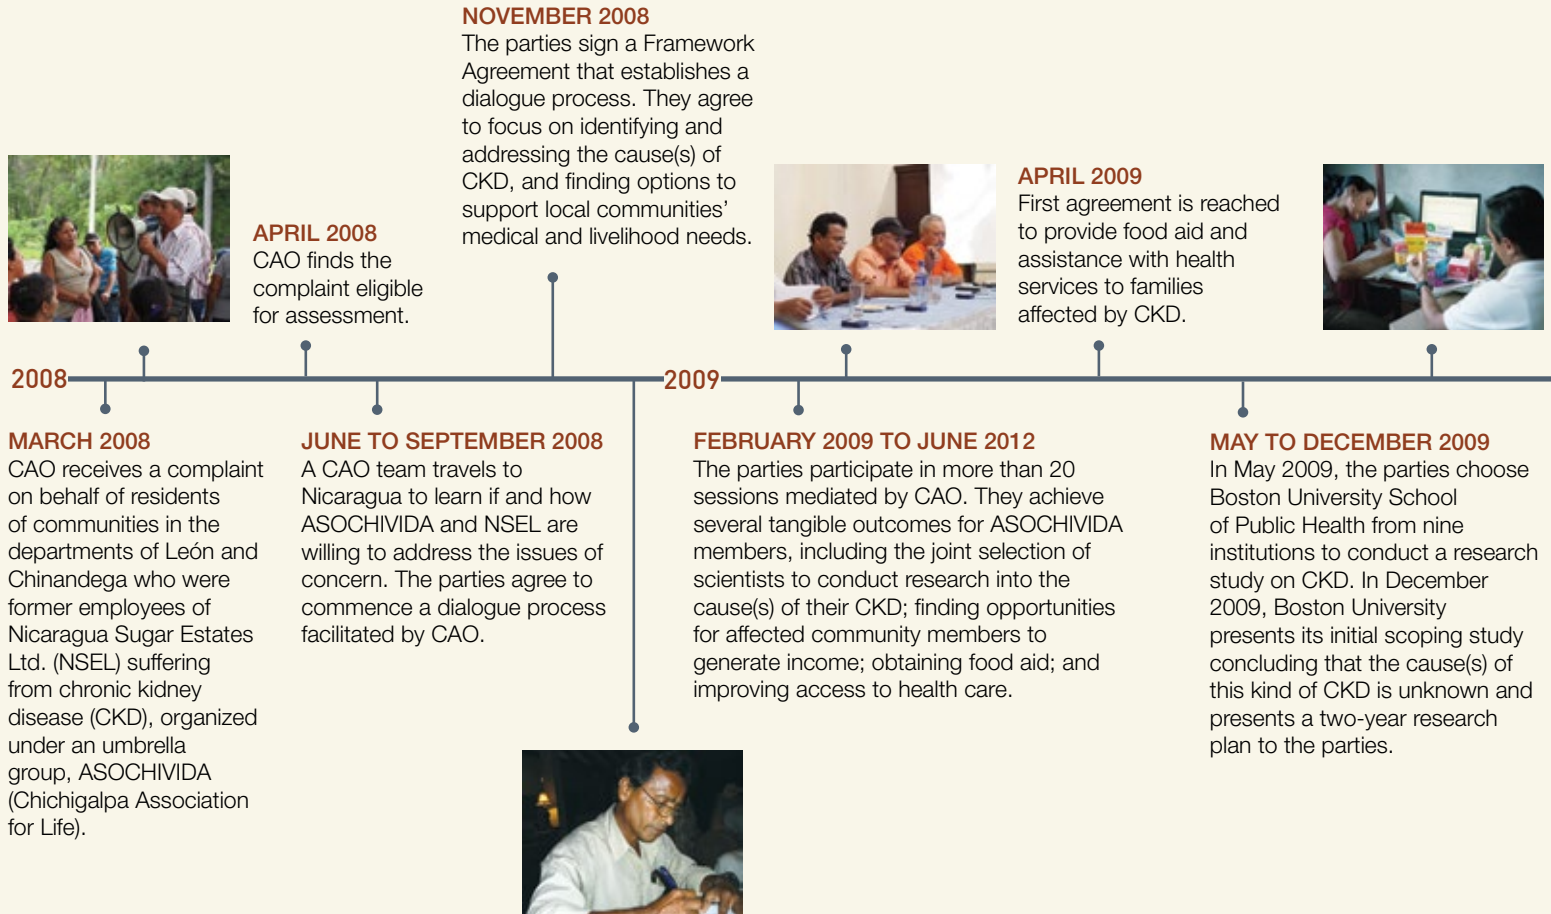 NOVEMBER 2008
The parties sign a Framework
Agreement that establishes a
dialogue process. They agree
to focus on identifying and
addressing the cause(s) of
CKD, and finding options to
support local communities’
medical and livelihood needs.
APRIL 2008
CAO finds the
complaint eligible
for assessment.
APRIL 2009
First agreement is reached
to provide food aid and
assistance with health
services to families
affected by CKD.
2008
2009
MARCH 2008
CAO receives a complaint
on behalf of residents
of communities in the
departments of León and
Chinandega who were
former employees of
Nicaragua Sugar Estates
Ltd. (NSEL) suffering
from chronic kidney
disease (CKD), organized
under an umbrella
group, ASOCHIVIDA
(Chichigalpa Association
for Life).
JUNE TO SEPTEMBER 2008
A CAO team travels to
Nicaragua to learn if and how
ASOCHIVIDA and NSEL are
willing to address the issues of
concern. The parties agree to
commence a dialogue process
facilitated by CAO.
FEBRUARY 2009 TO JUNE 2012
The parties participate in more than 20
sessions mediated by CAO. They achieve
several tangible outcomes for ASOCHIVIDA
members, including the joint selection of
scientists to conduct research into the
cause(s) of their CKD; finding opportunities
for affected community members to
generate income; obtaining food aid; and
improving access to health care.
MAY TO DECEMBER 2009
In May 2009, the parties choose
Boston University School
of Public Health from nine
institutions to conduct a research
study on CKD. In December
2009, Boston University
presents its initial scoping study
concluding that the cause(s) of
this kind of CKD is unknown and
presents a two-year research
plan to the parties.